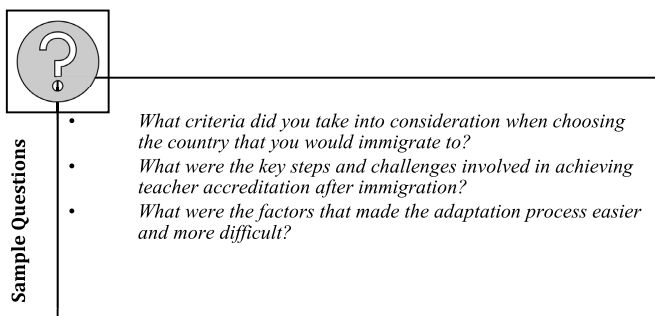 Sample Questions
• What criteria did you take into consideration when choosing
the country that you would immigrate to?
• What were the key steps and challenges involved in achieving
teacher accreditation after immigration?
• What were the factors that made the adaptation process easier
and more difficult?